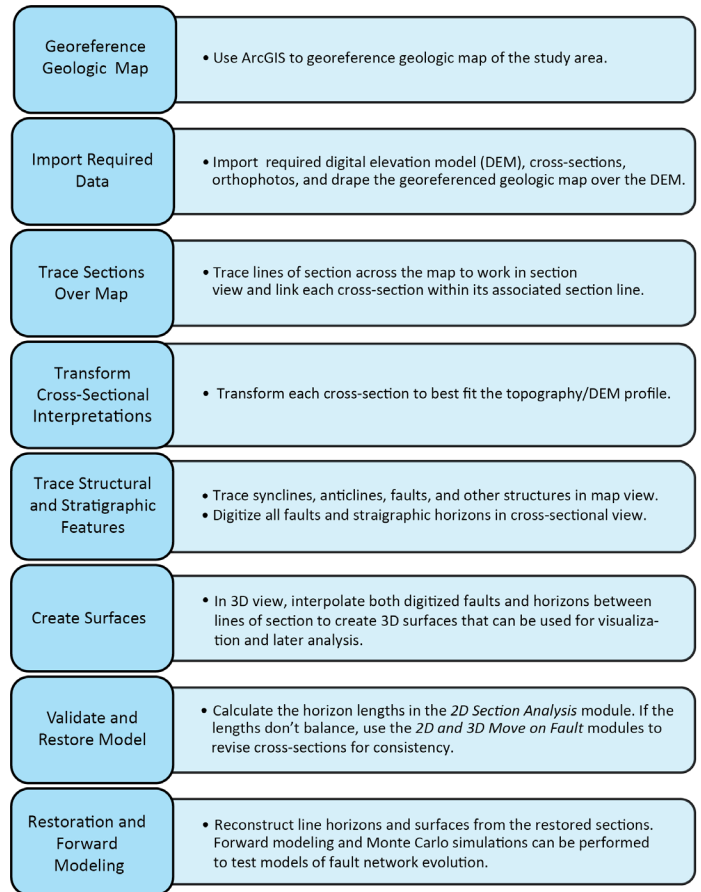 Georeference
Geologic Map
• Use ArcGIS to georeference geologic map of the study area.
Import Required
Data
• Import required digital elevation model (DEM), cross-sections,
orthophotos, and drape the georeferenced geologic map over the DEM.
Trace Sections
Over Map
• Trace lines of section across the map to work in section
view and link each cross-section within its associated section line.
Transform
Cross-Sectional
Interpretations
• Transform each cross-section to best fit the topography/DEM profile.
Trace Structural
and Stratigraphic
Features
• Trace synclines, anticlines, faults, and other structures in map view.
• Digitize all faults and straigraphic horizons in cross-sectional view.
Create Surfaces
• In 3D view, interpolate both digitized faults and horizons between
lines of section to create 3D surfaces that can be used for visualiza-
tion and later analysis.
Validate and
Restore Model
• Calculate the horizon lengths in the 2D Section Analysis module. If the
lengths don't balance, use the 2D and 3D Move on Fault modules to
revise cross-sections for consistency.
Restoration and
Forward
Modeling
• Reconstruct line horizons and surfaces from the restored sections.
Forward modeling and Monte Carlo simulations can be performed
to test models of fault network evolution.